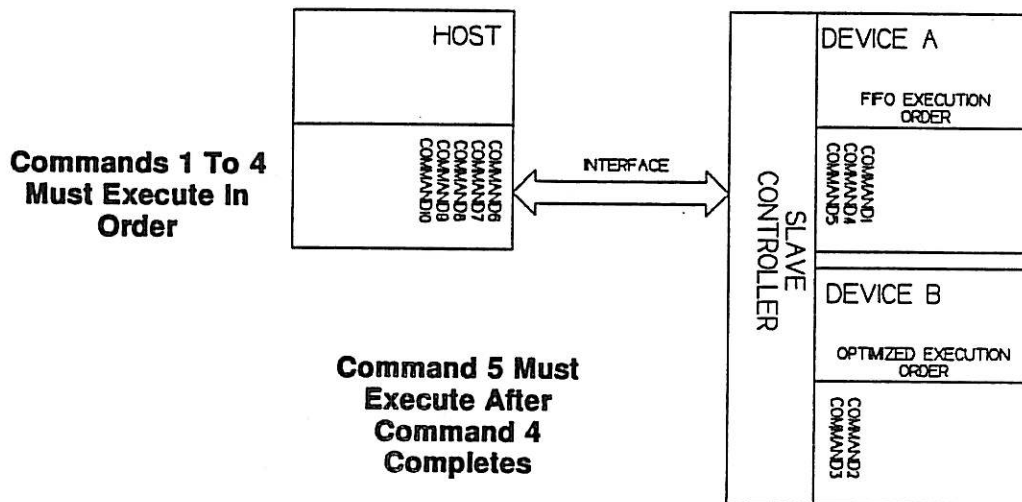 HOST
Commands 1 To 4
Must Execute In
Order
COMMAND6
COMMAND7
COMMAND8
COMMAND9
COMMAND10
INTERFACE
Command 5 Must
Execute After
Command 4
Completes
SLAVE
CONTROLLER
DEVICE A
FIFO EXECUTION
ORDER
COMMAND1
COMMAND4
COMMAND5
DEVICE B
OPTIMIZED EXECUTION
ORDER
COMMAND2
COMMAND3